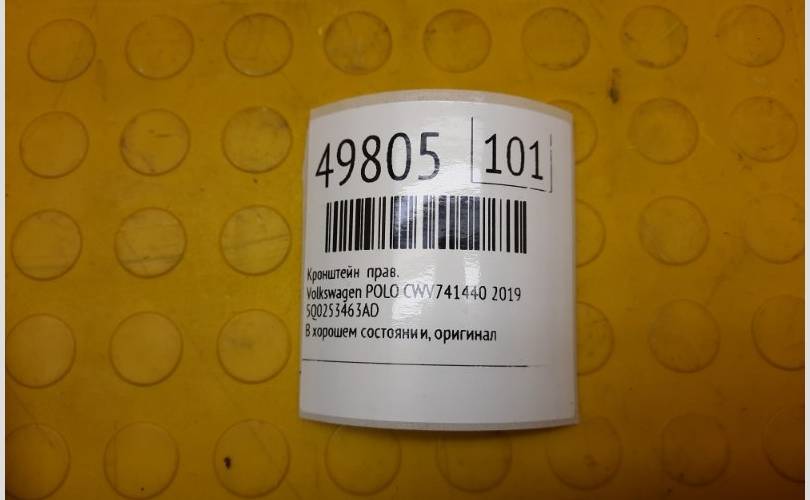 49805 101
Кронштейн прав.
Volkswagen POLO CWV741440 2019
5Q0253463AD
В хорошем состоянии, оригинал